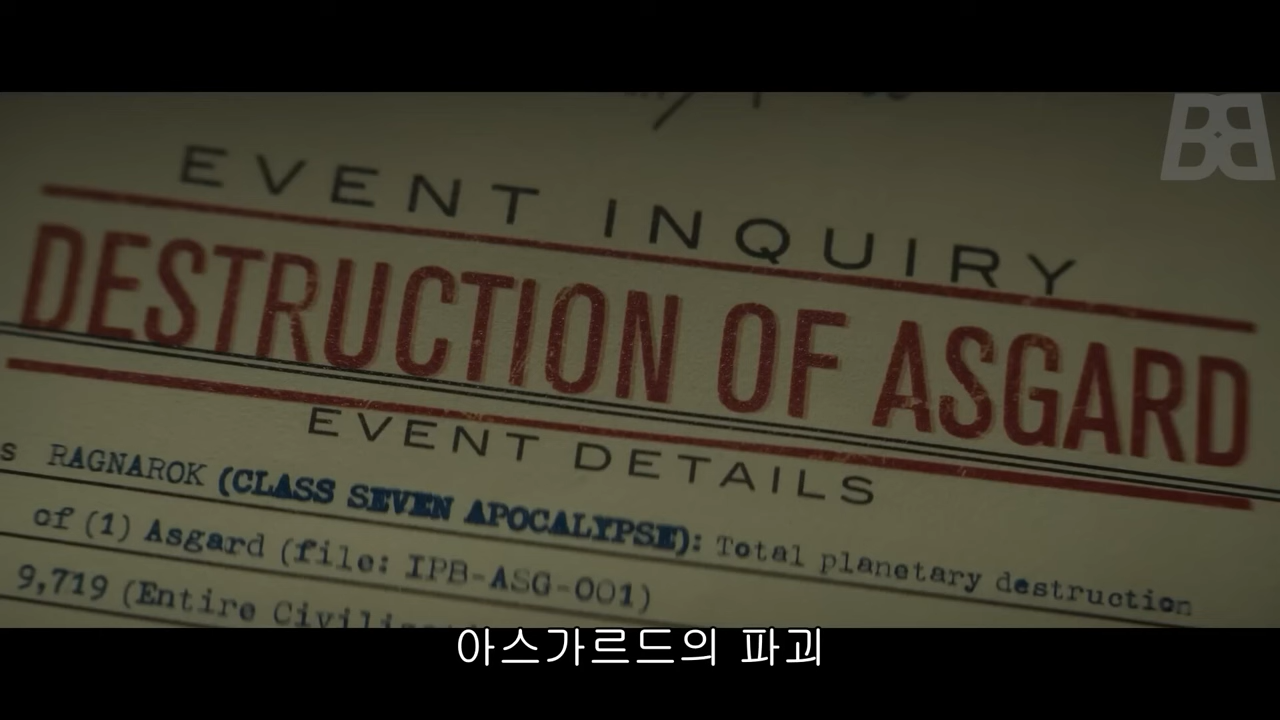 EVENT INQUIRY
DESTRUCTION OF ASGARD
EVENT DETAILS
s RAGNAROK (CLASS SEVEN APOCALYPSE): Total planetary destruction
of (1) Asgard (file: IPB-ASG-001)
9,719 (Entire
아스가르드의 파괴